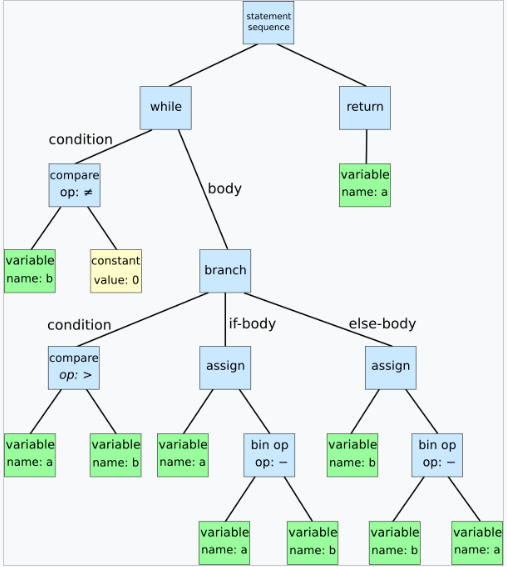 statement
sequence
while
return
condition
compare
op: ≠
body
variable
name: a
variable
name: b
constant
value: 0
branch
condition
if-body
else-body
compare
op: >
assign
assign
variable
name: a
variable
name: b
variable
name: a
bin op
op: −
variable
name: b
bin op
op: −
variable
name: a
variable
name: b
variable
name: b
variable
name: a